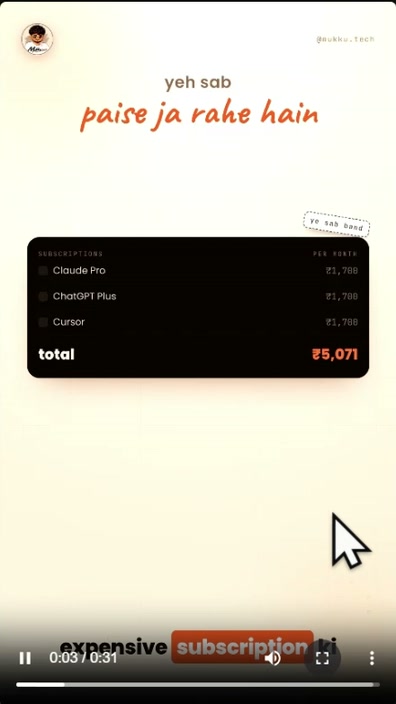 @mukku.tech
yeh sab
paise ja rahe hain
ye sab band
SUBSCRIPTIONS PER MONTH
Claude Pro ₹1,700
ChatGPT Plus ₹1,700
Cursor ₹1,700
total ₹5,071
expensive subscription ki
0:03 / 0:31